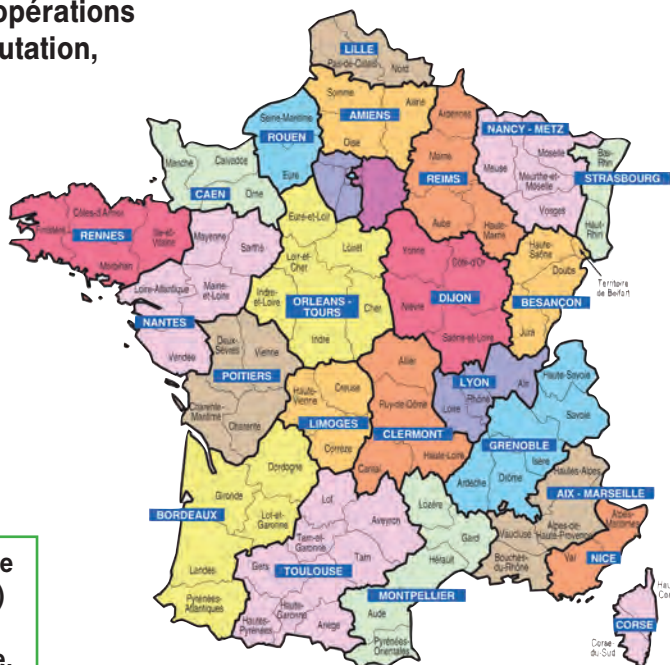 opérations
utation,
LILLE
Pas-de-Calais
Nord
Somme
Aisne
AMIENS
Oise
Seine-Maritime
ROUEN
Eure
Ardennes
Marne
REIMS
Aube
Haute-Marne
NANCY - METZ
Moselle
Meuse
Meurthe-et-Moselle
Vosges
Bas-Rhin
STRASBOURG
Haut-Rhin
Manche
Calvados
CAEN
Orne
Côtes-d'Armor
Finistère
RENNES
Ille-et-Vilaine
Morbihan
Mayenne
Sarthe
Loire-Atlantique
Maine-et-Loire
NANTES
Vendée
Eure-et-Loir
Loiret
Loir-et-Cher
Indre-et-Loire
ORLEANS - TOURS
Cher
Indre
Yonne
Côte-d'Or
Nièvre
DIJON
Saône-et-Loire
Haute-Saône
Doubs
Territoire de Belfort
BESANÇON
Jura
Deux-Sèvres
Vienne
POITIERS
Charente-Maritime
Charente
Haute-Vienne
Creuse
LIMOGES
Corrèze
Allier
Puy-de-Dôme
CLERMONT
Cantal
Haute-Loire
LYON
Ain
Rhône
Loire
Haute-Savoie
Savoie
GRENOBLE
Isère
Ardèche
Drôme
Hautes-Alpes
AIX - MARSEILLE
Vaucluse
Alpes-de-Haute-Provence
Bouches-du-Rhône
Alpes-Maritimes
Var
NICE
Dordogne
Gironde
BORDEAUX
Lot-et-Garonne
Landes
Pyrénées-Atlantiques
Lot
Aveyron
Tarn-et-Garonne
Gers
Tarn
TOULOUSE
Haute-Garonne
Hautes-Pyrénées
Ariège
Lozère
Gard
Hérault
MONTPELLIER
Aude
Pyrénées-Orientales
CORSE
Corse-du-Sud
e
)
e.